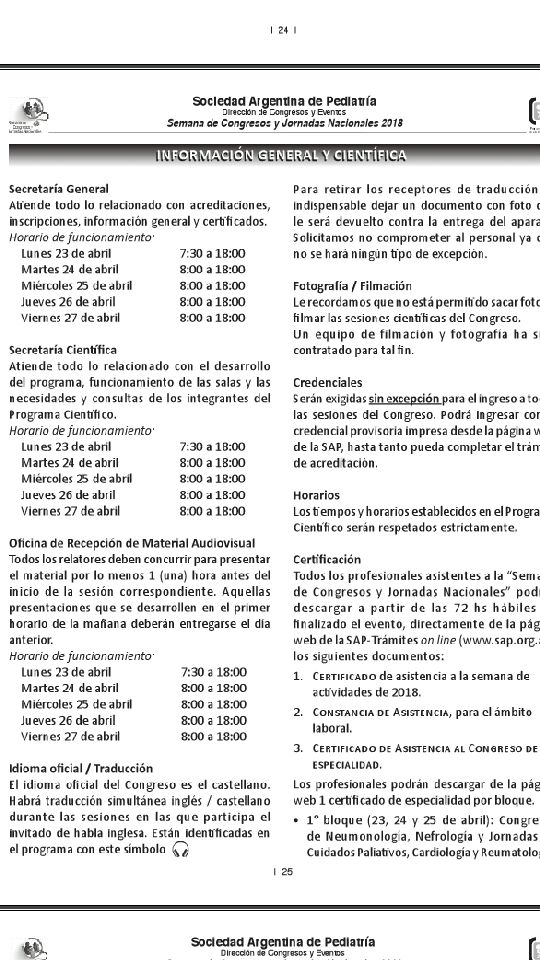 | 24 |
Sociedad Argentina de Pediatría
Dirección de Congresos y Eventos
Semana de Congresos y Jornadas Nacionales 2018
INFORMACIÓN GENERAL Y CIENTÍFICA
Secretaría General
Atiende todo lo relacionado con acreditaciones,
inscripciones, información general y certificados.
Horario de funcionamiento:
Lunes 23 de abril 7:30 a 18:00
Martes 24 de abril 8:00 a 18:00
Miércoles 25 de abril 8:00 a 18:00
Jueves 26 de abril 8:00 a 18:00
Viernes 27 de abril 8:00 a 18:00
Secretaría Científica
Atiende todo lo relacionado con el desarrollo
del programa, funcionamiento de las salas y las
necesidades y consultas de los integrantes del
Programa Científico.
Horario de funcionamiento:
Lunes 23 de abril 7:30 a 18:00
Martes 24 de abril 8:00 a 18:00
Miércoles 25 de abril 8:00 a 18:00
Jueves 26 de abril 8:00 a 18:00
Viernes 27 de abril 8:00 a 18:00
Oficina de Recepción de Material Audiovisual
Todos los relatores deben concurrir para presentar
el material por lo menos 1 (una) hora antes del
inicio de la sesión correspondiente. Aquellas
presentaciones que se desarrollen en el primer
horario de la mañana deberán entregarse el día
anterior.
Horario de funcionamiento:
Lunes 23 de abril 7:30 a 18:00
Martes 24 de abril 8:00 a 18:00
Miércoles 25 de abril 8:00 a 18:00
Jueves 26 de abril 8:00 a 18:00
Viernes 27 de abril 8:00 a 18:00
Idioma oficial / Traducción
El idioma oficial del Congreso es el castellano.
Habrá traducción simultánea inglés / castellano
durante las sesiones en las que participa el
invitado de habla inglesa. Están identificadas en
el programa con este símbolo
Para retirar los receptores de traducción
indispensable dejar un documento con foto
le será devuelto contra la entrega del apara
Solicitamos no comprometer al personal ya
no se hará ningún tipo de excepción.
Fotografía / Filmación
Le recordamos que no está permitido sacar foto
filmar las sesiones científicas del Congreso.
Un equipo de filmación y fotografía ha si
contratado para tal fin.
Credenciales
Serán exigidas sin excepción para el ingreso a to
las sesiones del Congreso. Podrá ingresar con
credencial provisoria impresa desde la página w
de la SAP, hasta tanto pueda completar el trám
de acreditación.
Horarios
Los tiempos y horarios establecidos en el Progra
Científico serán respetados estrictamente.
Certificación
Todos los profesionales asistentes a la “Sema
de Congresos y Jornadas Nacionales” podr
descargar a partir de las 72 hs hábiles
finalizado el evento, directamente de la pág
web de la SAP-Trámites on line (www.sap.org.a
los siguientes documentos:
1. Certificado de asistencia a la semana de
actividades de 2018.
2. Constancia de Asistencia, para el ámbito
laboral.
3. Certificado de Asistencia al Congreso de
especialidad.
Los profesionales podrán descargar de la pág
web 1 certificado de especialidad por bloque.
• 1° bloque (23, 24 y 25 de abril): Congre
de Neumonología, Nefrología y Jornadas
Cuidados Paliativos, Cardiología y Reumatolo
| 25
Sociedad Argentina de Pediatría
Dirección de Congresos y Eventos